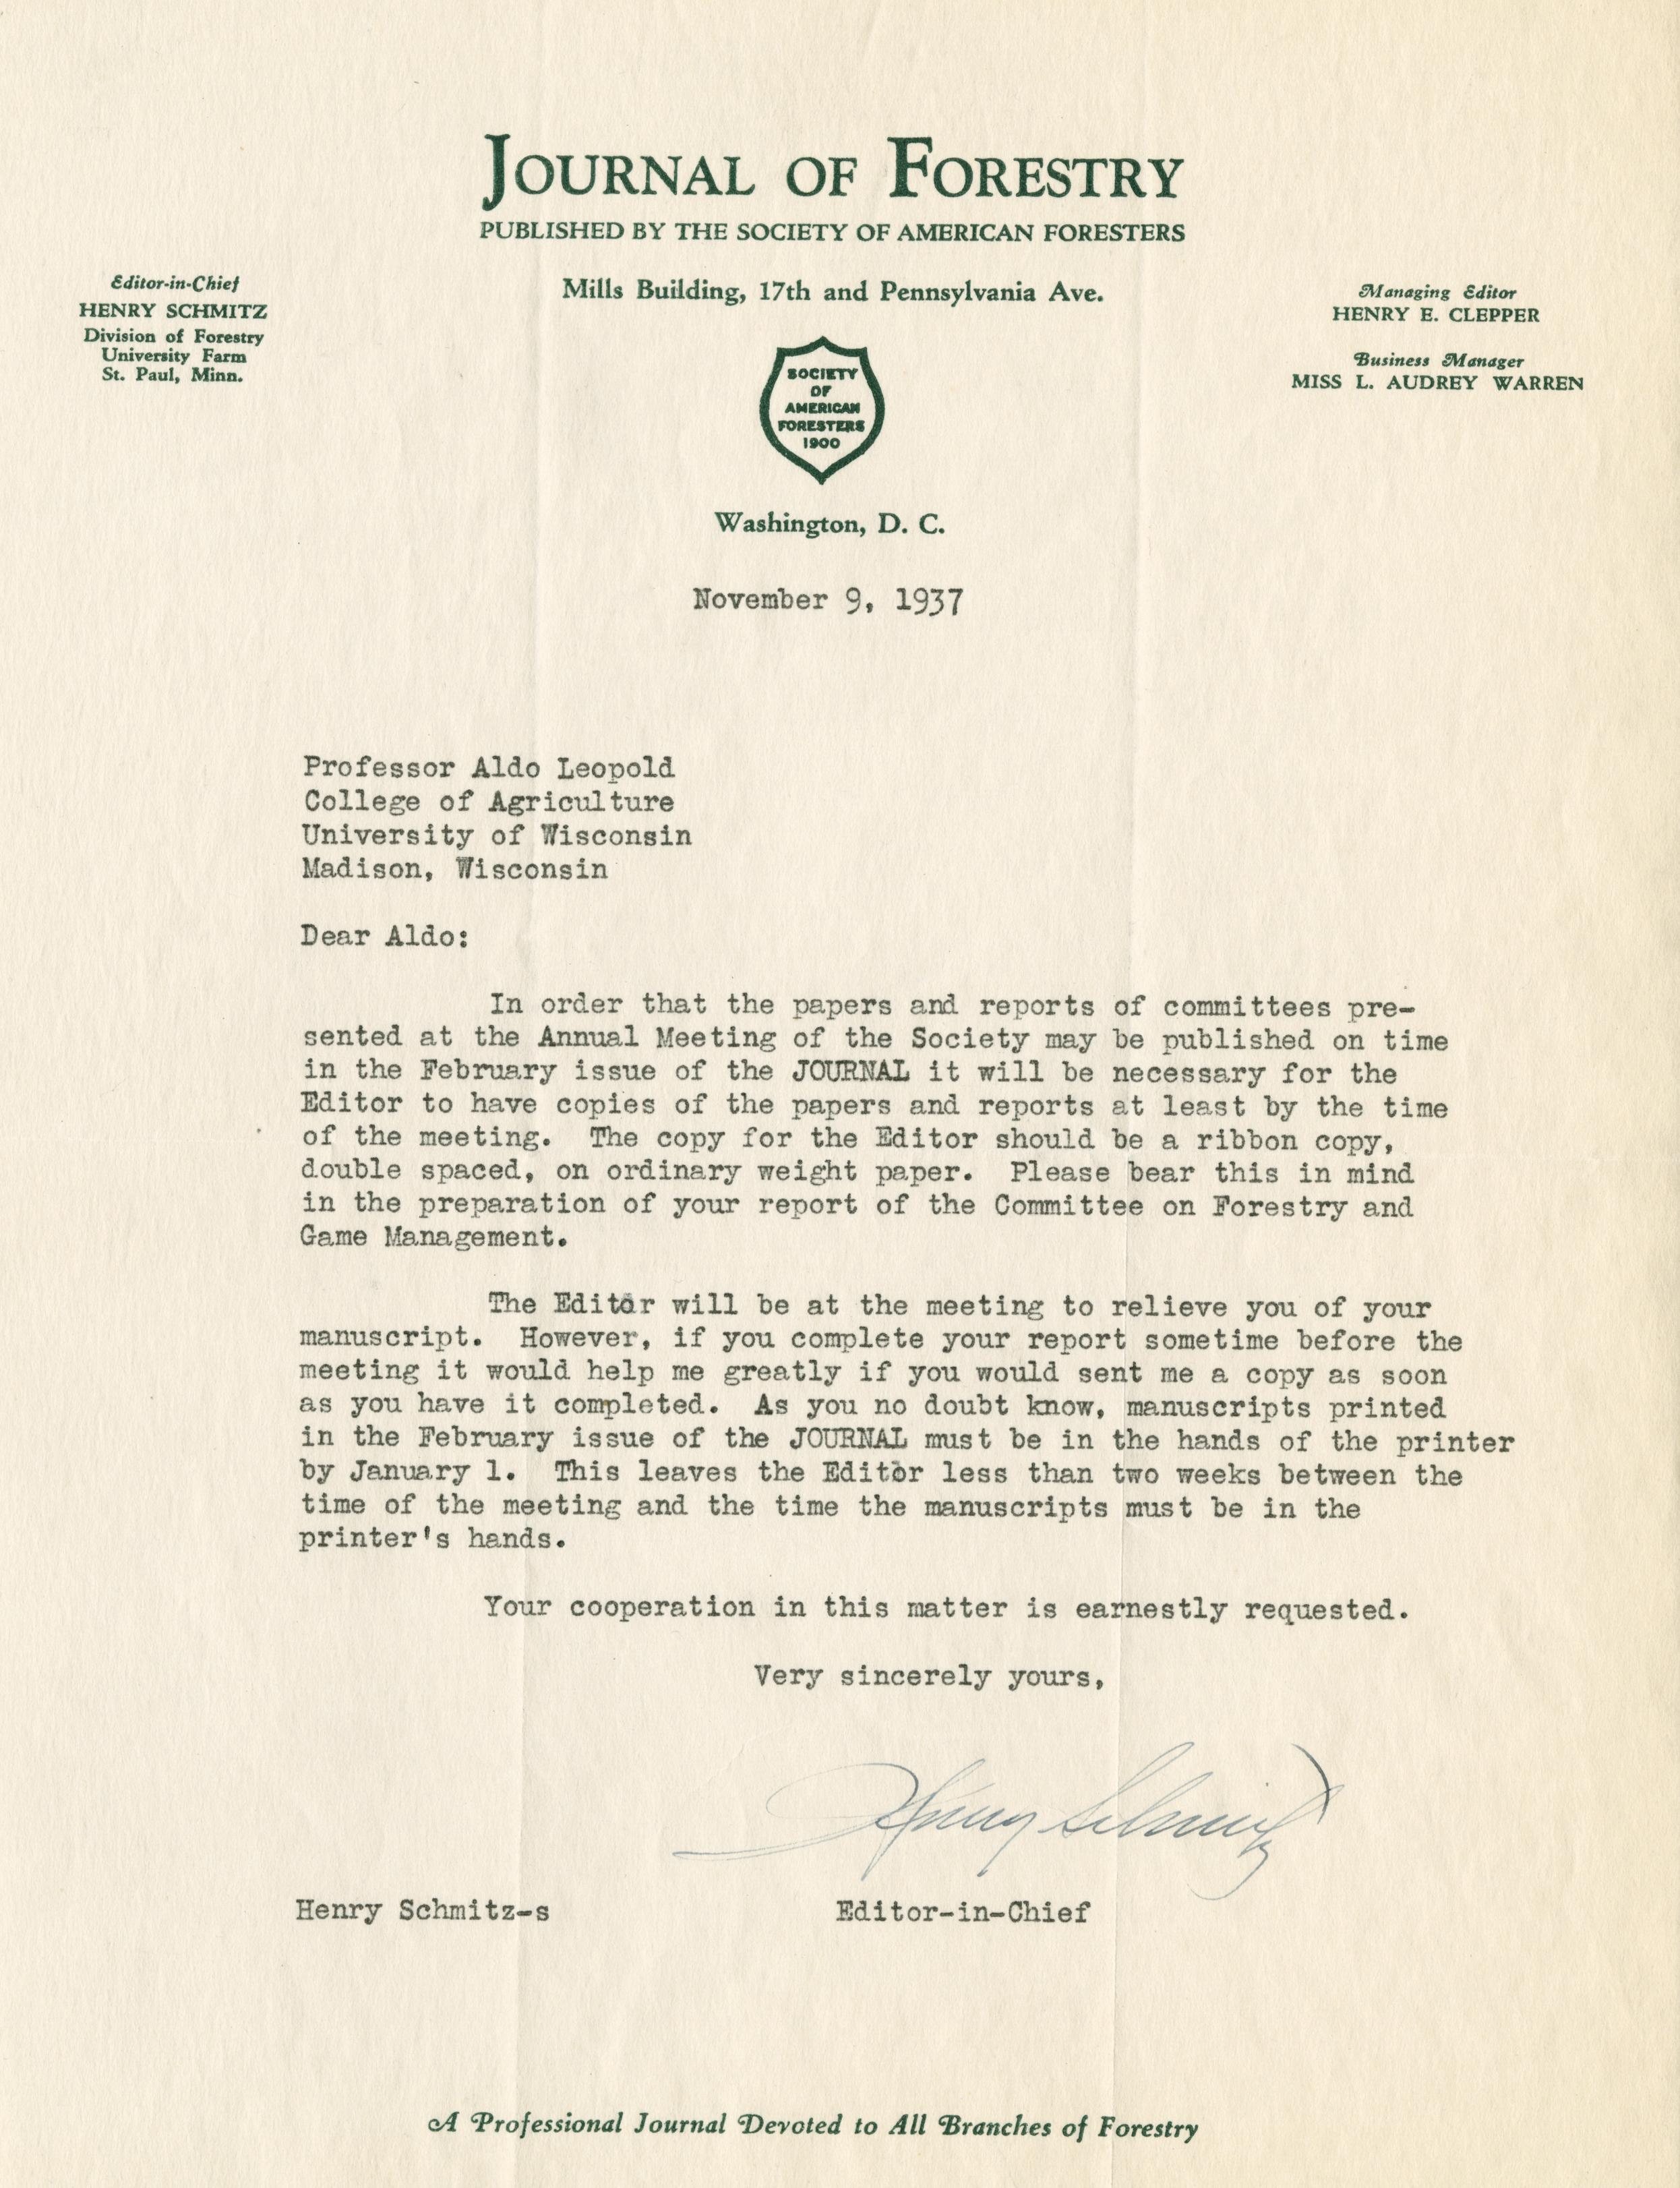 JOURNAL OF FORESTRY
PUBLISHED BY THE SOCIETY OF AMERICAN FORESTERS
Mills Building, 17th and Pennsylvania Ave.
Editor-in-Chief
HENRY SCHMITZ
Division of Forestry
University Farm
St. Paul, Minn.
Managing Editor
HENRY E. CLEPPER
Business Manager
MISS L. AUDREY WARREN
SOCIETY
OF
AMERICAN
FORESTERS
1900
Washington, D. C.
November 9, 1937
Professor Aldo Leopold
College of Agriculture
University of Wisconsin
Madison, Wisconsin
Dear Aldo:
In order that the papers and reports of committees pre-
sented at the Annual Meeting of the Society may be published on time
in the February issue of the JOURNAL it will be necessary for the
Editor to have copies of the papers and reports at least by the time
of the meeting. The copy for the Editor should be a ribbon copy,
double spaced, on ordinary weight paper. Please bear this in mind
in the preparation of your report of the Committee on Forestry and
Game Management.
The Editor will be at the meeting to relieve you of your
manuscript. However, if you complete your report sometime before the
meeting it would help me greatly if you would sent me a copy as soon
as you have it completed. As you no doubt know, manuscripts printed
in the February issue of the JOURNAL must be in the hands of the printer
by January 1. This leaves the Editor less than two weeks between the
time of the meeting and the time the manuscripts must be in the
printer's hands.
Your cooperation in this matter is earnestly requested.
Very sincerely yours,
Henry Schmitz
Henry Schmitz-s
Editor-in-Chief
A Professional Journal Devoted to All Branches of Forestry